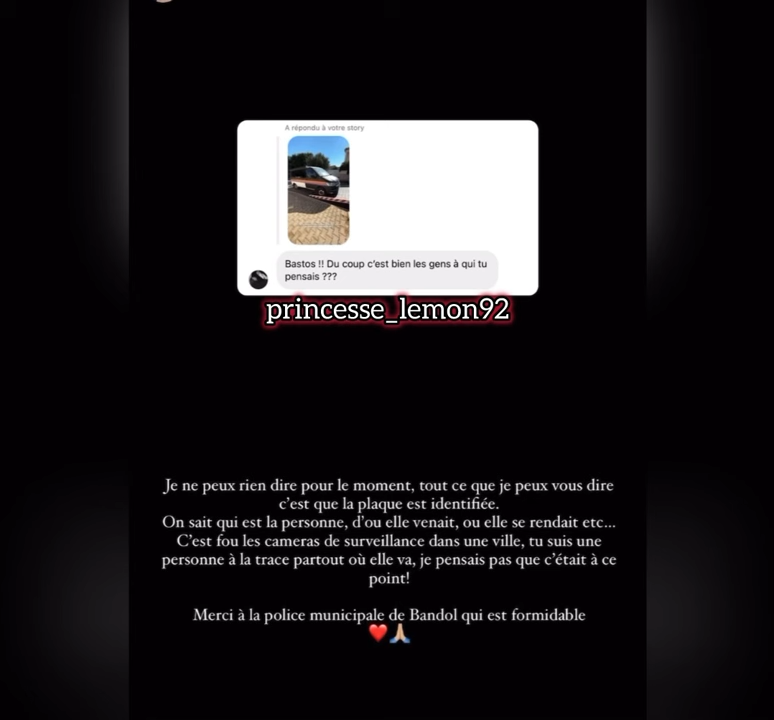 A répondu à votre story
Bastos !! Du coup c'est bien les gens à qui tu
pensais ???
princesse_lemon92
Je ne peux rien dire pour le moment, tout ce que je peux vous dire
c'est que la plaque est identifiée.
On sait qui est la personne, d'ou elle venait, ou elle se rendait etc...
C'est fou les cameras de surveillance dans une ville, tu suis une
personne à la trace partout où elle va, je pensais pas que c'était à ce
point!
Merci à la police municipale de Bandol qui est formidable
❤️🙏🏼